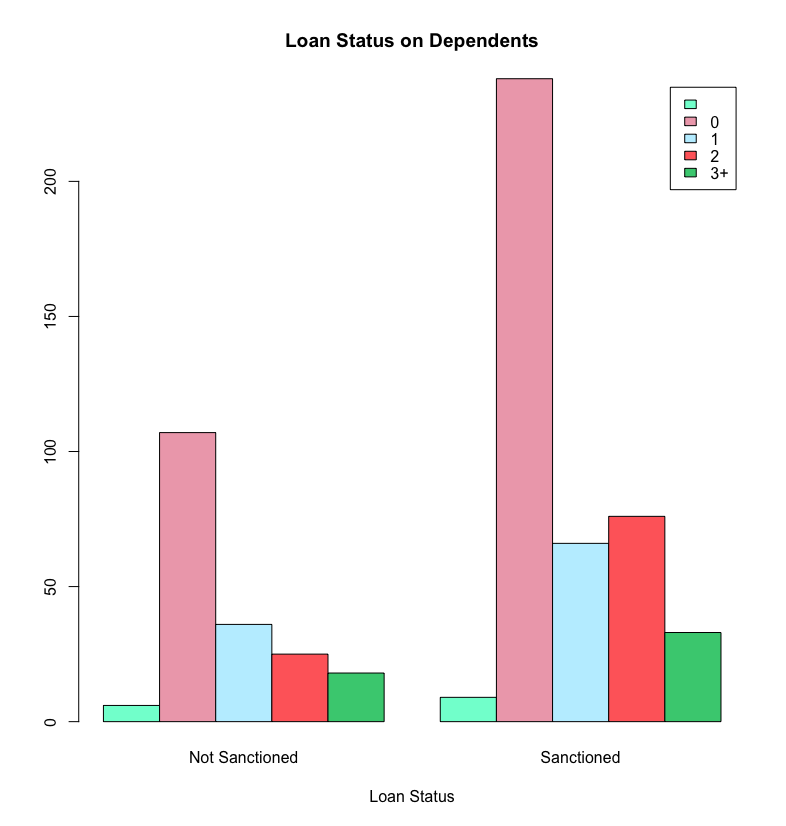 Loan Status on Dependents
0
1
2
3+
200
150
100
50
0
Not Sanctioned
Sanctioned
Loan Status